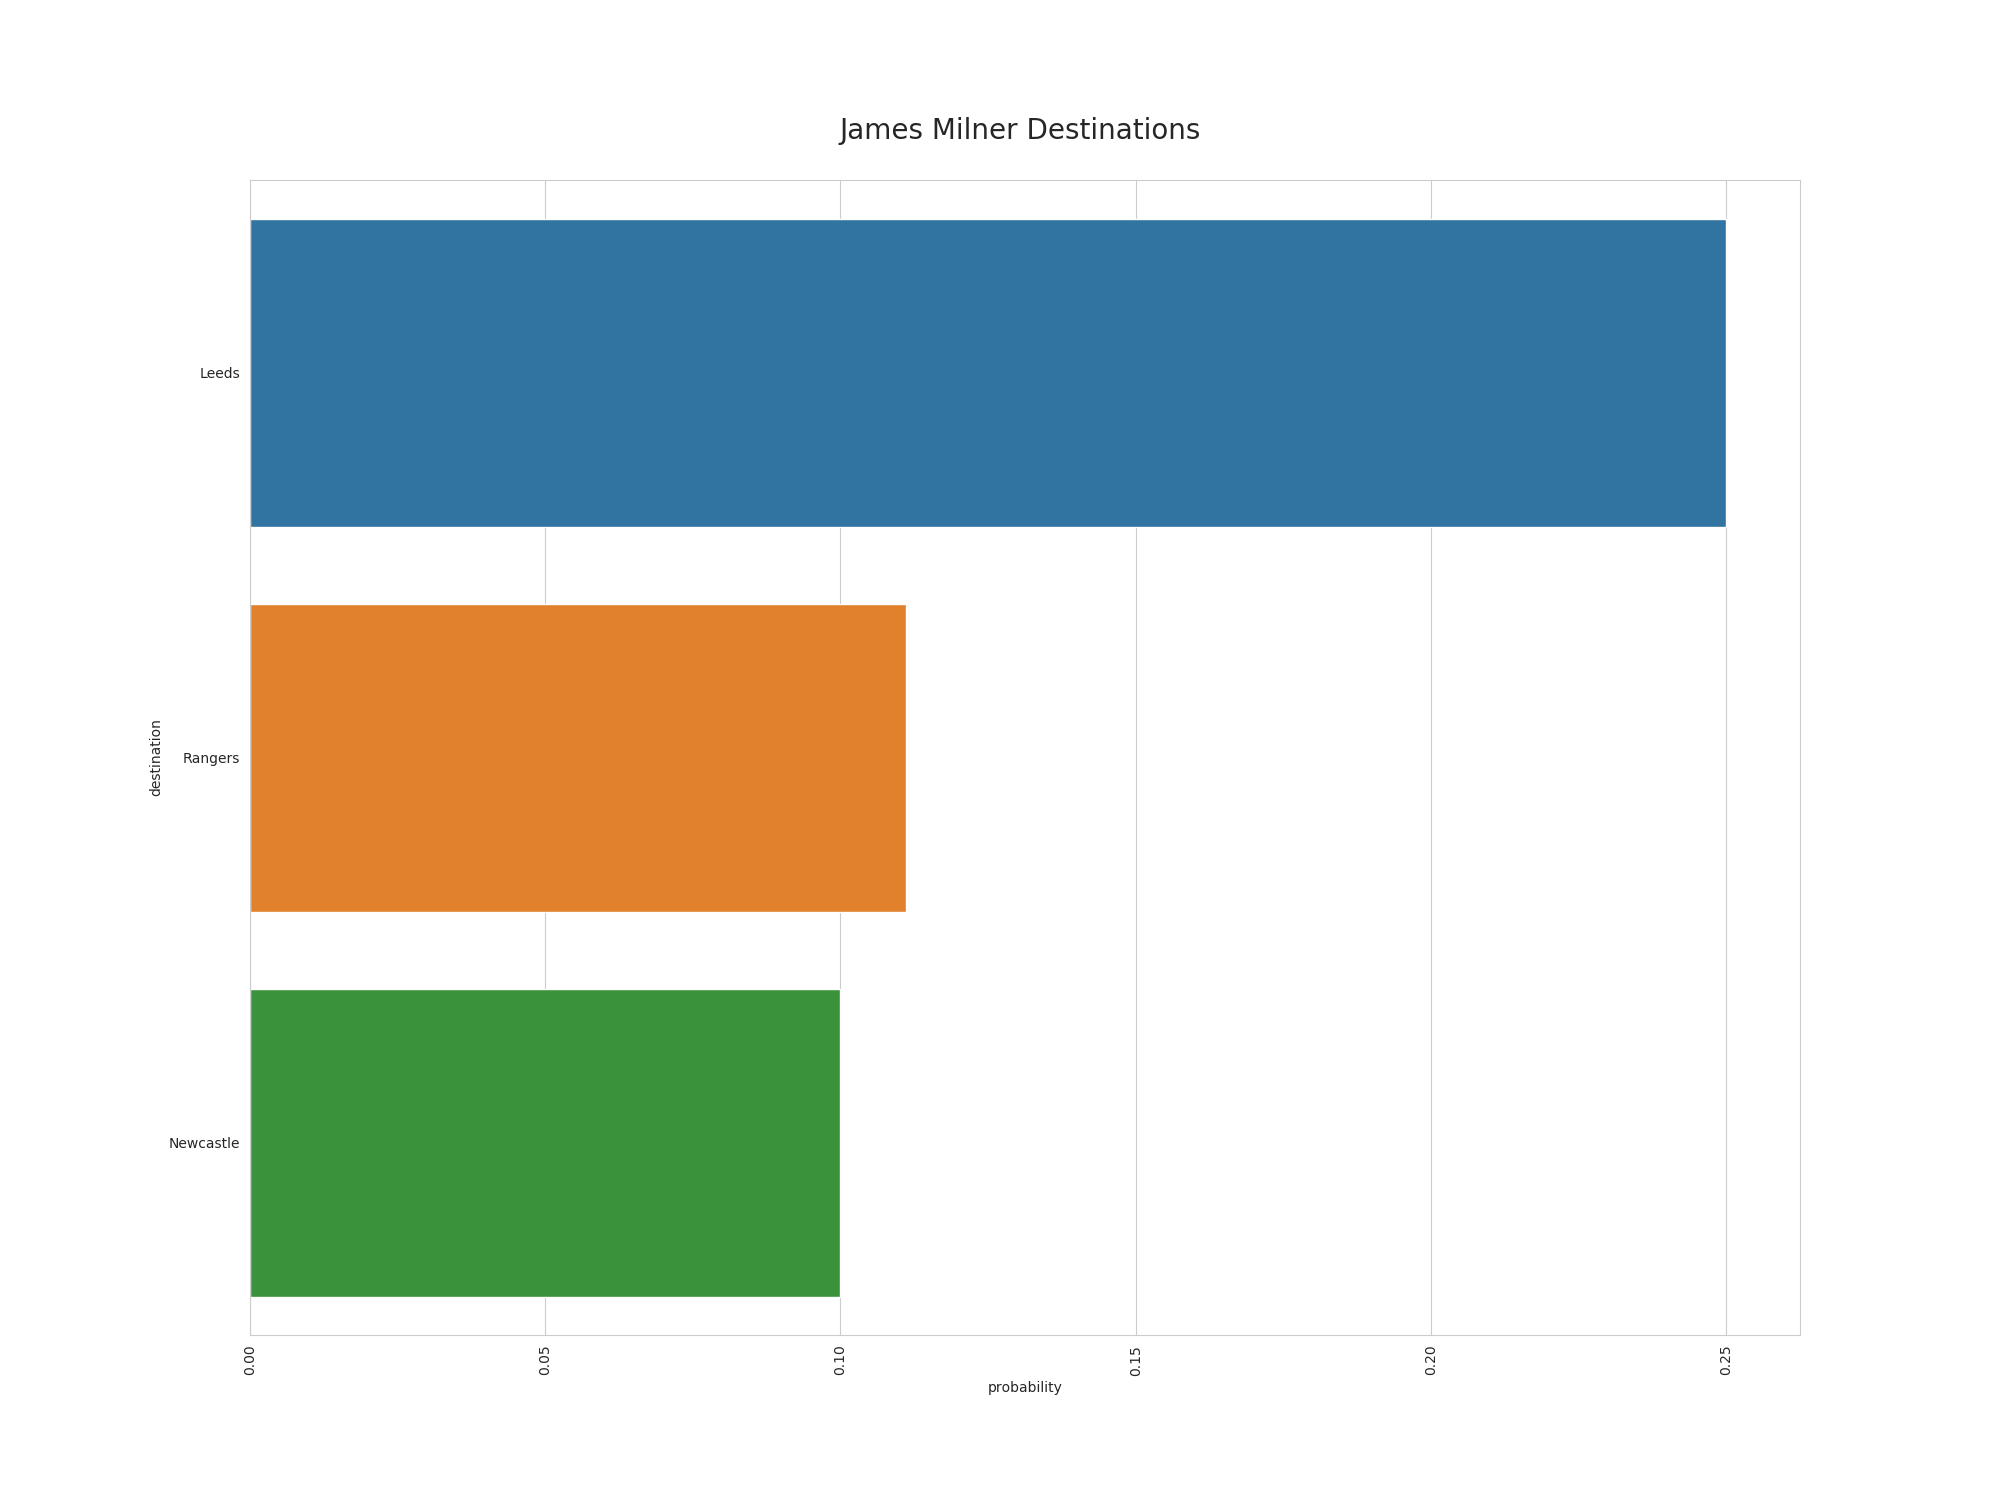 James Milner Destinations
destination
Leeds
Rangers
Newcastle
0.00
0.05
0.10
0.15
0.20
0.25
probability